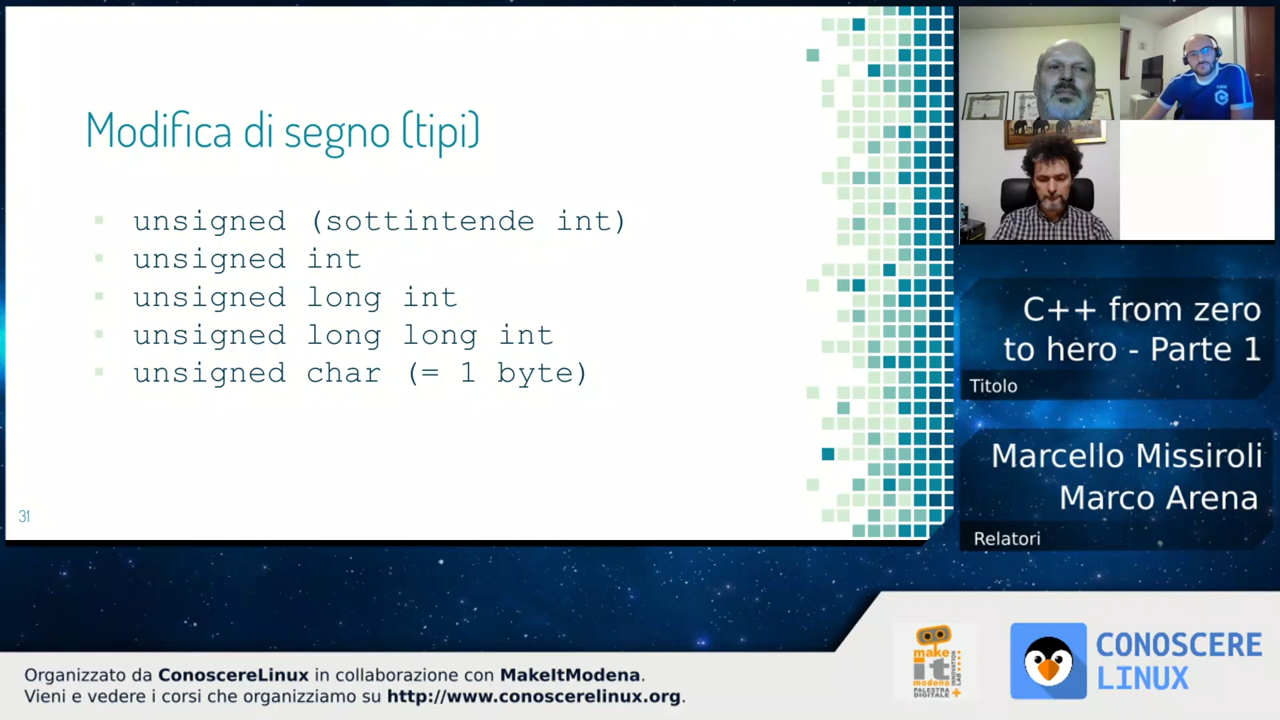 Modifica di segno (tipi)
unsigned (sottintende int)
unsigned int
unsigned long int
unsigned long long int
unsigned char (= 1 byte)
31
C++ from zero
to hero - Parte 1
Titolo
Marcello Missiroli
Marco Arena
Relatori
Organizzato da ConoscereLinux in collaborazione con MakeItModena.
Vieni e vedere i corsi che organizziamo su http://www.conoscerelinux.org.
make
it
modena
PALESTRA
DIGITALE
INNOVATION
LAB
CONOSCERE
LINUX